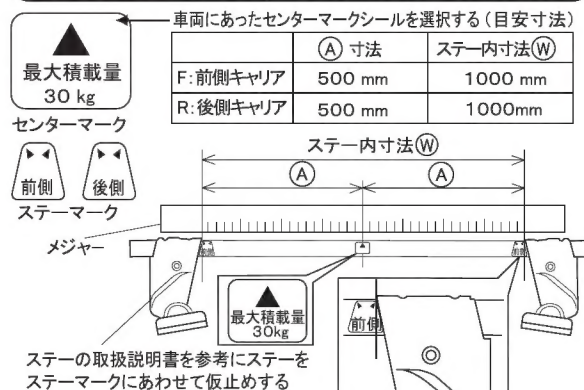 車両にあったセンターマークシールを選択する(目安寸法)
▲
最大積載量
30 kg
センターマーク
Ⓐ 寸法 ステー内寸法Ⓦ
F:前側キャリア 500 mm 1000 mm
R:後側キャリア 500 mm 1000mm
前側 後側
ステーマーク
メジャー
ステー内寸法Ⓦ
Ⓐ Ⓐ
最大積載量
30kg
前側
ステーの取扱説明書を参考にステーを
ステーマークにあわせて仮止めする